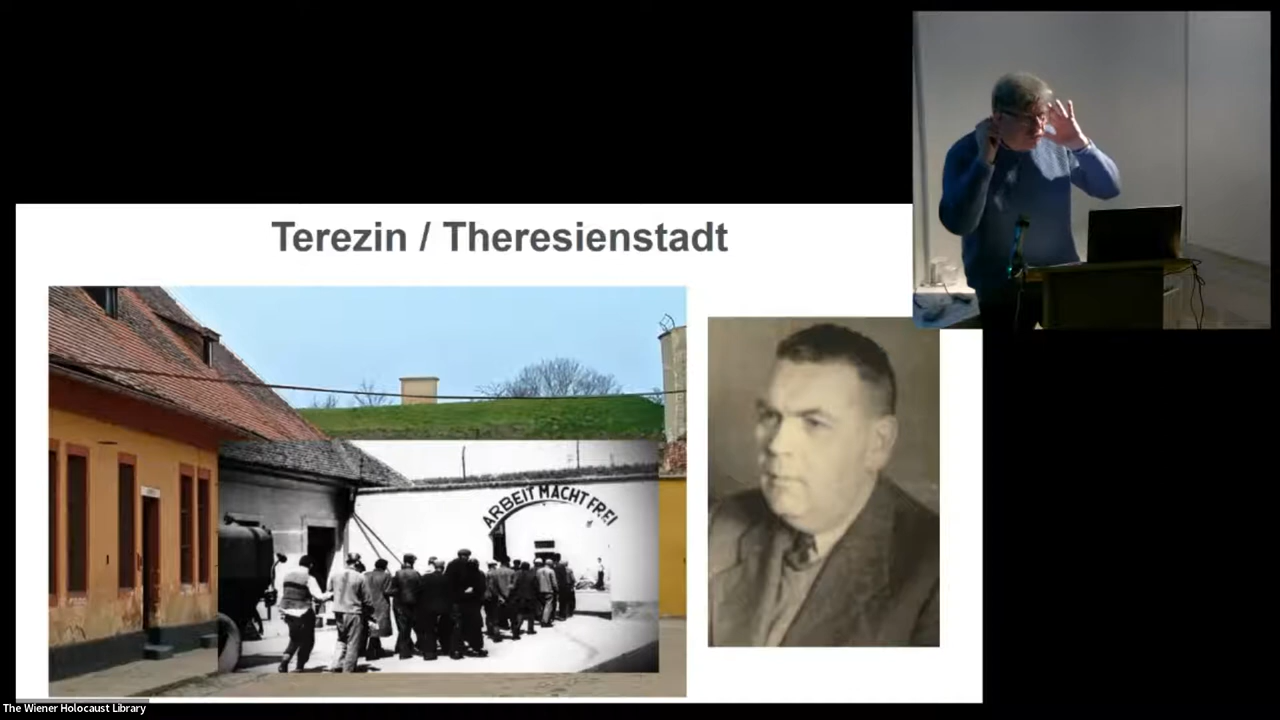 Terezin / Theresienstadt
ARBEIT MACHT FREI
The Wiener Holocaust Library